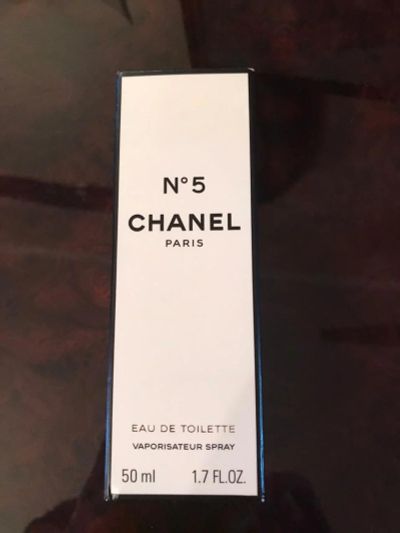 N°5
CHANEL
PARIS
EAU DE TOILETTE
VAPORISATEUR SPRAY
50 ml 1.7 FL.OZ.